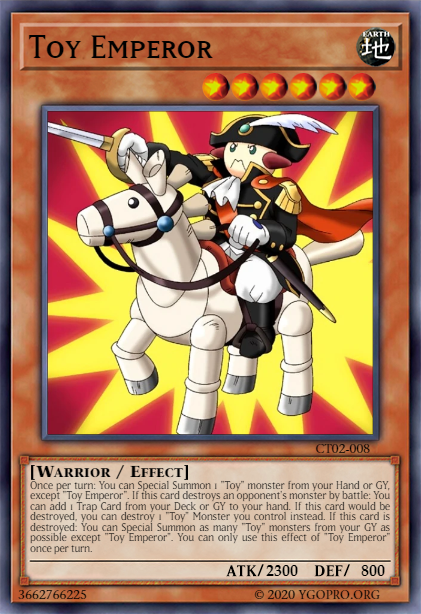 TOY EMPEROR
EARTH
地
CT02-008
[WARRIOR / EFFECT]
Once per turn: You can Special Summon 1 "Toy" monster from your Hand or GY,
except "Toy Emperor". If this card destroys an opponent's monster by battle: You
can add 1 Trap Card from your Deck or GY to your hand. If this card would be
destroyed, you can destroy 1 "Toy" Monster you control instead. If this card is
destroyed: You can Special Summon as many "Toy" monsters from your GY as
possible except "Toy Emperor". You can only use this effect of "Toy Emperor"
once per turn.
ATK/2300 DEF/ 800
3662766225 © 2020 YGOPRO.ORG